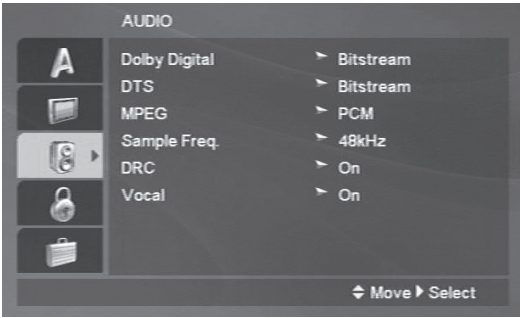 AUDIO
Dolby Digital Bitstream
DTS Bitstream
MPEG PCM
Sample Freq. 48kHz
DRC On
Vocal On
Move Select